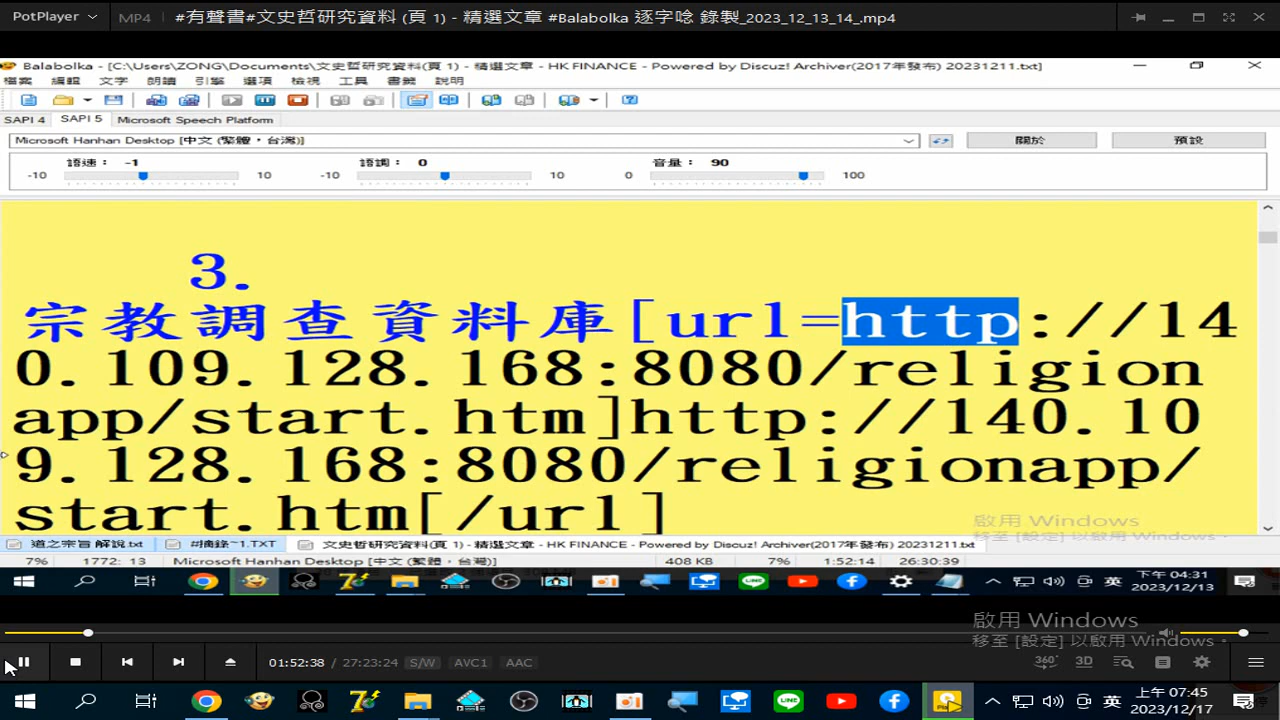 PotPlayer MP4 #有聲書#文史哲研究資料 (頁 1) - 精選文章 #Balabolka 逐字唸 錄製_2023_12_13_14_.mp4
Balabolka - [C:\Users\ZONG\Documents\文史哲研究資料(頁 1) - 精選文章 - HK FINANCE - Powered by Discuz! Archiver(2017年發布) 20231211.txt]
檔案 編輯 文字 朗讀 引擎 選項 檢視 工具 書籤 說明
SAPI 4 SAPI 5 Microsoft Speech Platform
Microsoft Hanhan Desktop [中文 (繁體，台灣)] 關於 預設
語速： -1 語調： 0 音量： 90
-10 10 -10 10 0 100
3.
宗教調查資料庫[url=http://14
0.109.128.168:8080/religion
app/start.htm]http://140.10
9.128.168:8080/religionapp/
start.htm[/url]
啟用 Windows
移至 [設定] 以啟用 Windows。
道之宗旨 解說.txt #摘錄~1.TXT 文史哲研究資料(頁 1) - 精選文章 - HK FINANCE - Powered by Discuz! Archiver(2017年發布) 20231211.txt
7% 1772: 13 Microsoft Hanhan Desktop [中文 (繁體，台灣)] 408 KB 7% 1:52:14 26:30:39
英 下午 04:31
2023/12/13
啟用 Windows
移至 [設定] 以啟用 Windows。
01:52:38 / 27:23:24 S/W AVC1 AAC 360° 3D
英 上午 07:45
2023/12/17